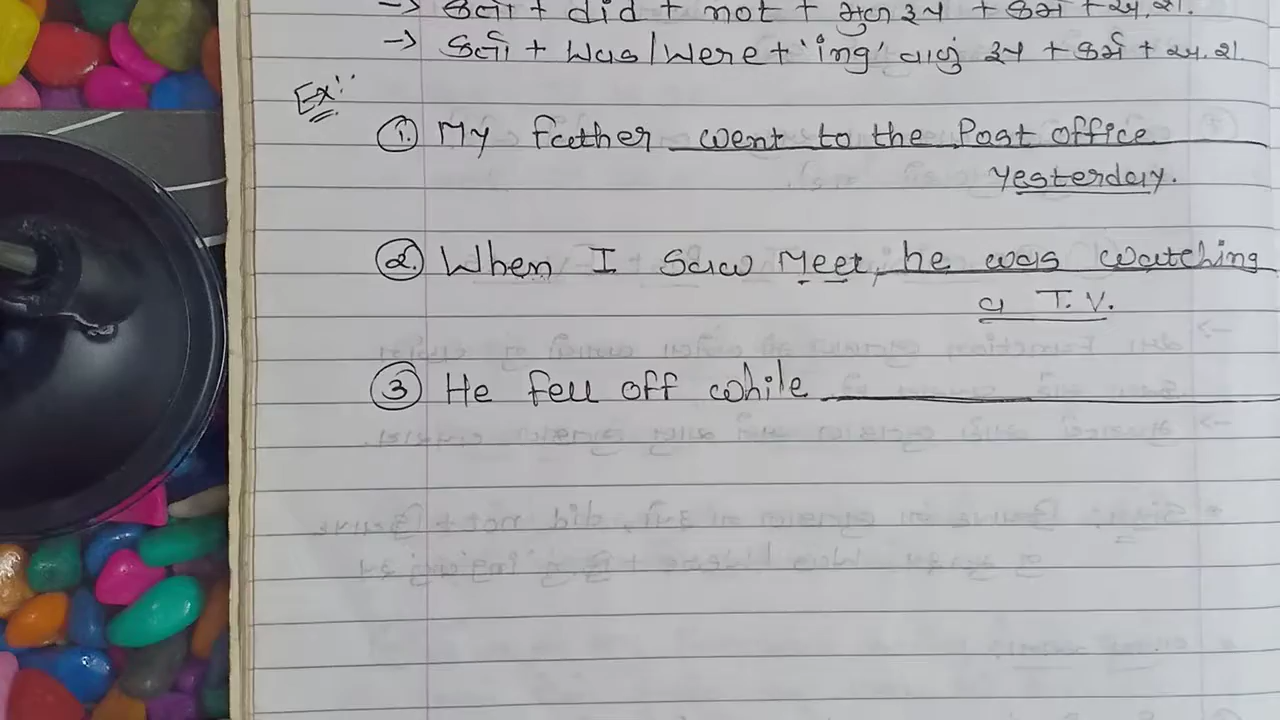 → કર્તા + did + not + મુળ રૂપ + કર્મ + અ.શ.
→ કર્તા + was/were + 'ing' વાળું રૂપ + કર્મ + અ.શ.
Ex:
① My father went to the Post office
yesterday.
② When I saw Meet, he was watching
a T.V.
③ He fell off while